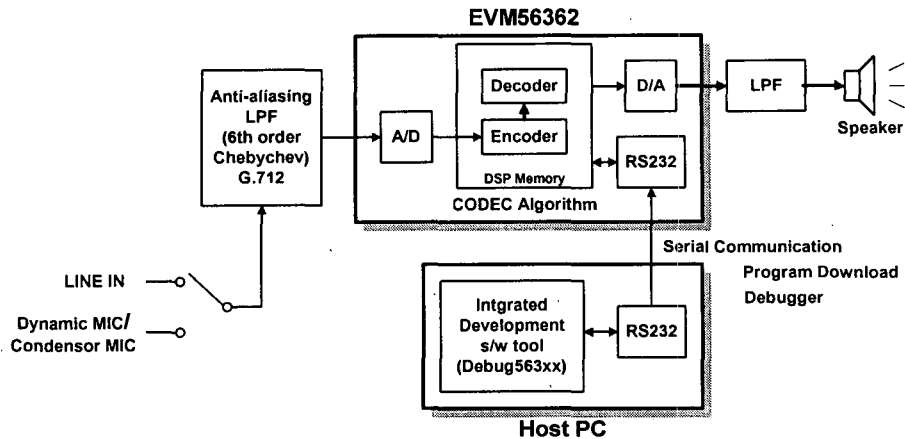 EVM56362
Anti-aliasing
LPF
(6th order
Chebychev)
G.712
A/D
Decoder
Encoder
DSP Memory
CODEC Algorithm
D/A
RS232
LPF
Speaker
LINE IN
Dynamic MIC/
Condensor MIC
Serial Communication
Program Download
Debugger
Intgrated
Development
s/w tool
(Debug563xx)
RS232
Host PC